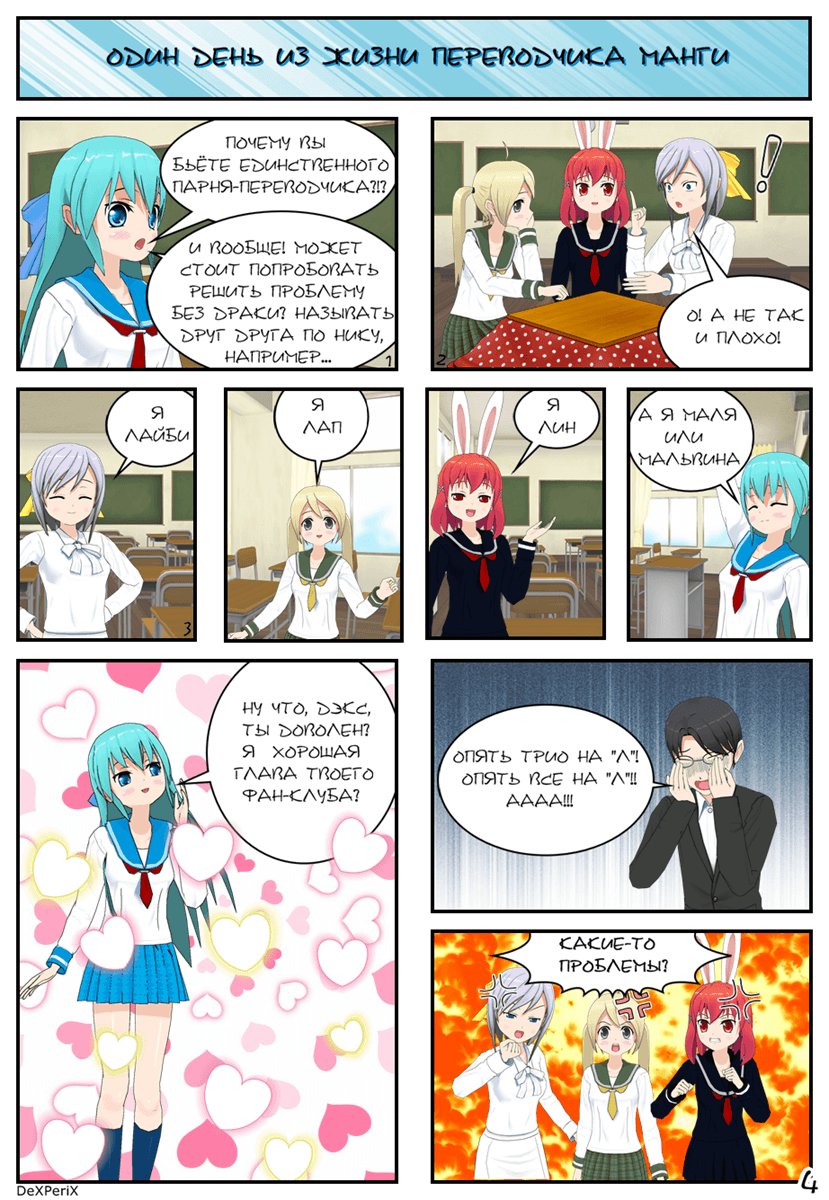 ОДИН ДЕНЬ ИЗ ЖИЗНИ ПЕРЕВОДЧИКА МАНГИ
ПОЧЕМУ ВЫ
БЬЁТЕ ЕДИНСТВЕННОГО
ПАРНЯ-ПЕРЕВОДЧИКА?!?
И ВООБЩЕ! МОЖЕТ
СТОИТ ПОПРОБОВАТЬ
РЕШИТЬ ПРОБЛЕМУ
БЕЗ ДРАКИ? НАЗЫВАТЬ
ДРУГ ДРУГА ПО НИКУ,
НАПРИМЕР...
1
!
О! А НЕ ТАК
И ПЛОХО!
2
Я
ЛАЙБИ
3
Я
ЛАП
Я
ЛИН
А Я МАЛЯ
ИЛИ
МАЛЬВИНА
НУ ЧТО, ДЭКС,
ТЫ ДОВОЛЕН?
Я ХОРОШАЯ
ГЛАВА ТВОЕГО
ФАН-КЛУБА?
ОПЯТЬ ТРИО НА "Л"!
ОПЯТЬ ВСЕ НА "Л"!!
АААА!!!
КАКИЕ-ТО
ПРОБЛЕМЫ?
DeXPeriX
4